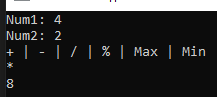 Num1: 4
Num2: 2
+ | - | / | % | Max | Min
*
8